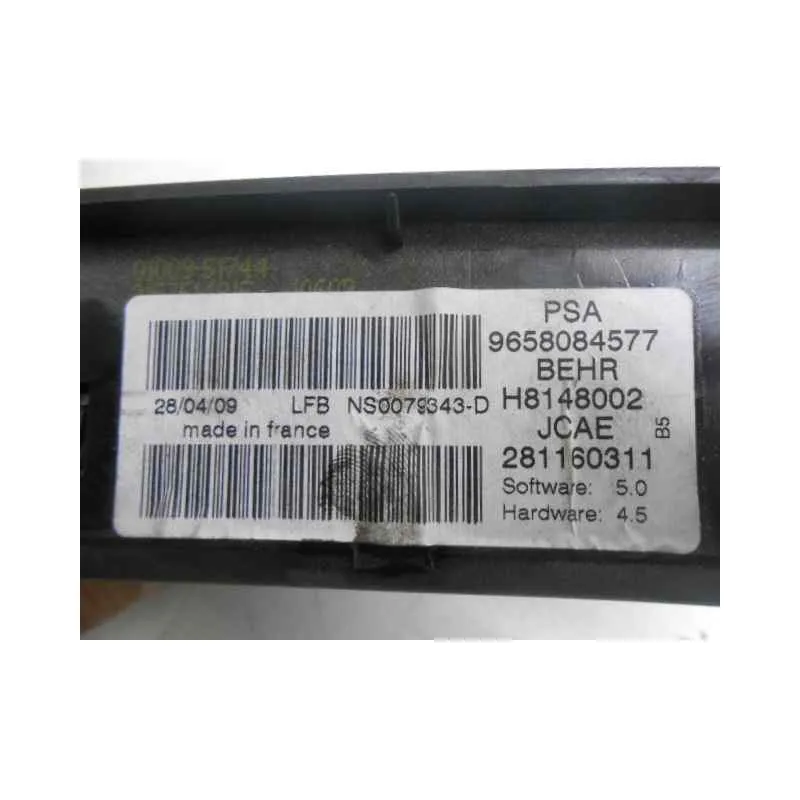 PSA
9658084577
BEHR
28/04/09 LFB NS0079343-D H8148002
made in france JCAE B5
281160311
Software: 5.0
Hardware: 4.5